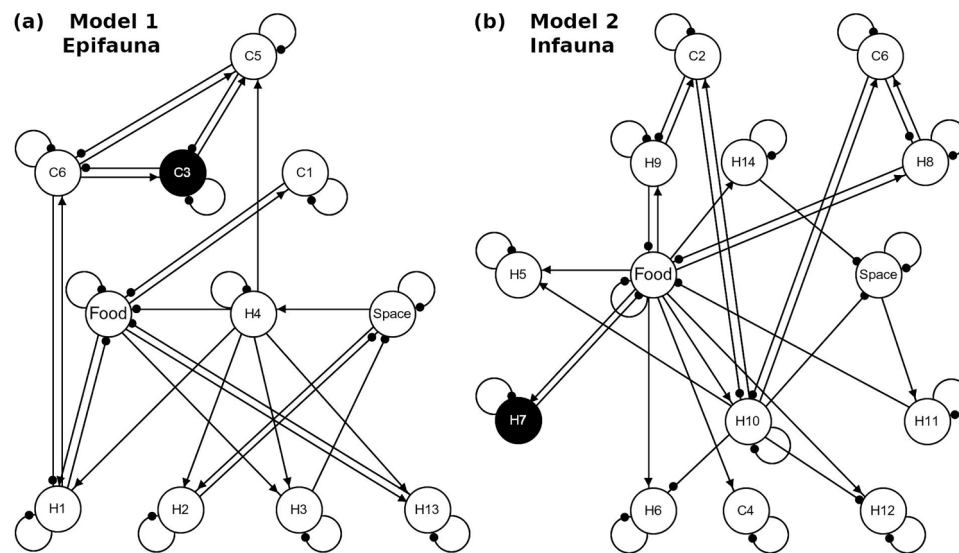 (a) Model 1
Epifauna
C5
C6
C3
C1
Food
H4
Space
H1
H2
H3
H13
(b) Model 2
Infauna
C2
C6
H9
H14
H8
H5
Food
Space
H7
H10
H11
H6
C4
H12